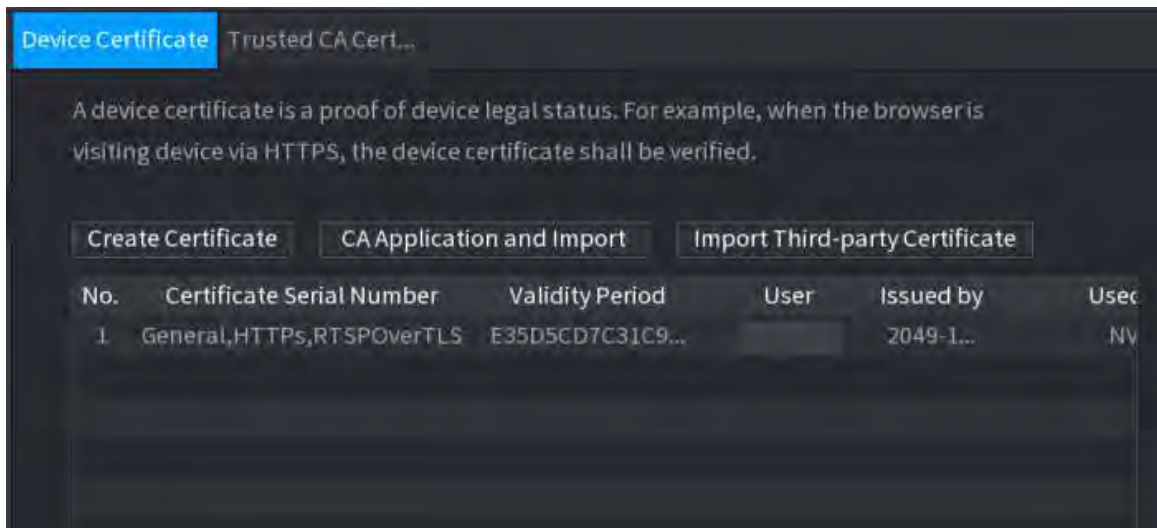 Device Certificate Trusted CA Cert...
A device certificate is a proof of device legal status. For example, when the browser is
visiting device via HTTPS, the device certificate shall be verified.
Create Certificate CA Application and Import Import Third-party Certificate
No. Certificate Serial Number Validity Period User Issued by Used
1 General,HTTPs,RTSPOverTLS E35D5CD7C31C9... 2049-1... NV